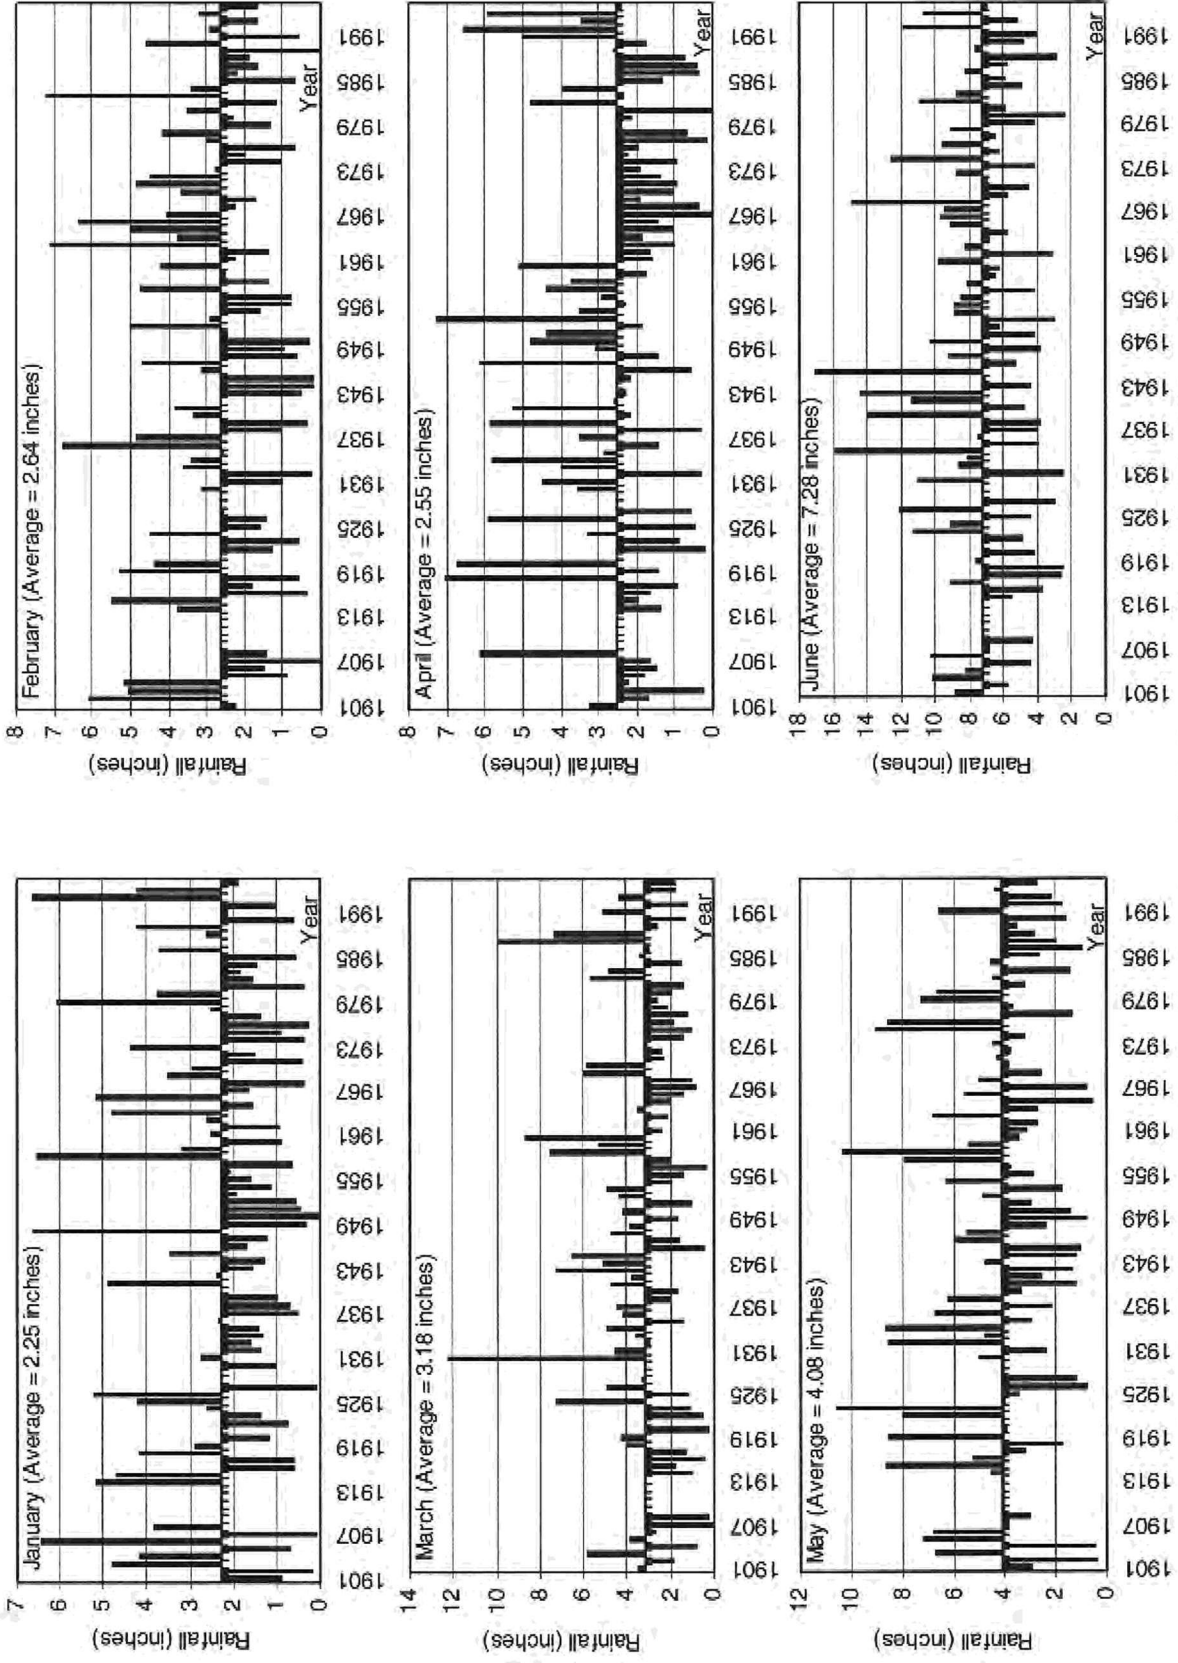 January (Average = 2.25 inches)
7
6
5
4
3
2
1
0
Rainfall (inches)
Year
1901 1907 1913 1919 1925 1931 1937 1943 1949 1955 1961 1967 1973 1979 1985 1991
February (Average = 2.64 inches)
8
7
6
5
4
3
2
1
0
Rainfall (inches)
Year
1901 1907 1913 1919 1925 1931 1937 1943 1949 1955 1961 1967 1973 1979 1985 1991
March (Average = 3.18 inches)
14
12
10
8
6
4
2
0
Rainfall (inches)
Year
1901 1907 1913 1919 1925 1931 1937 1943 1949 1955 1961 1967 1973 1979 1985 1991
April (Average = 2.55 inches)
8
7
6
5
4
3
2
1
0
Rainfall (inches)
Year
1901 1907 1913 1919 1925 1931 1937 1943 1949 1955 1961 1967 1973 1979 1985 1991
May (Average = 4.08 inches)
12
10
8
6
4
2
0
Rainfall (inches)
Year
1901 1907 1913 1919 1925 1931 1937 1943 1949 1955 1961 1967 1973 1979 1985 1991
June (Average = 7.28 inches)
18
16
14
12
10
8
6
4
2
0
Rainfall (inches)
Year
1901 1907 1913 1919 1925 1931 1937 1943 1949 1955 1961 1967 1973 1979 1985 1991